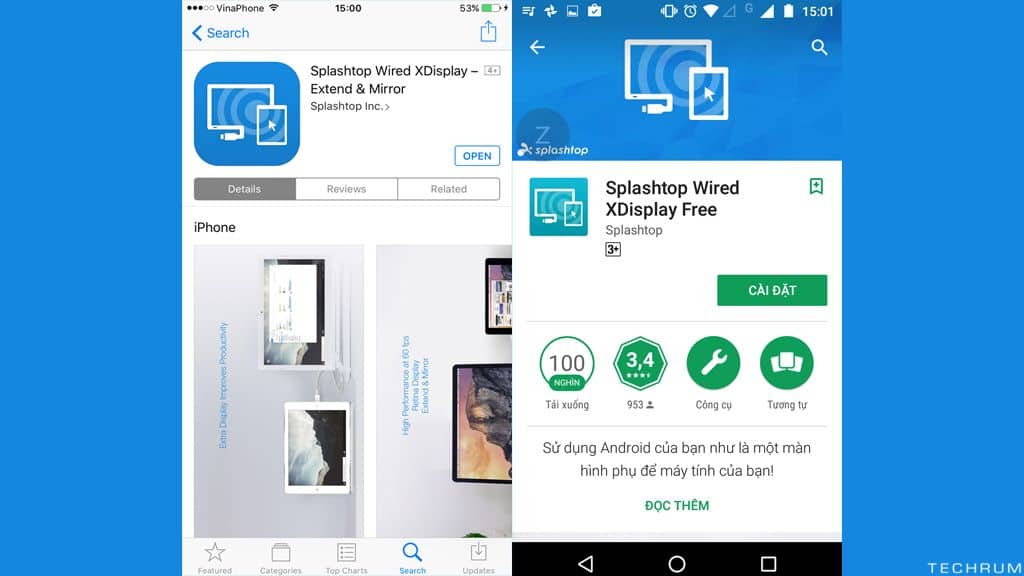 VinaPhone
15:00
53%
Search
Splashtop Wired XDisplay –
Extend & Mirror
4+
Splashtop Inc.
OPEN
Details
Reviews
Related
iPhone
Extra Display Improves Productivity
High Performance at 60 fps
Retina Display
Extend & Mirror
Featured
Categories
Top Charts
Search
Updates
G
15:01
Z
splashtop
Splashtop Wired
XDisplay Free
Splashtop
3+
CÀI ĐẶT
100
NGHÌN
Tải xuống
3,4
953
Công cụ
Tương tự
Sử dụng Android của bạn như là một màn
hình phụ để máy tính của bạn!
ĐỌC THÊM
TECHRUM